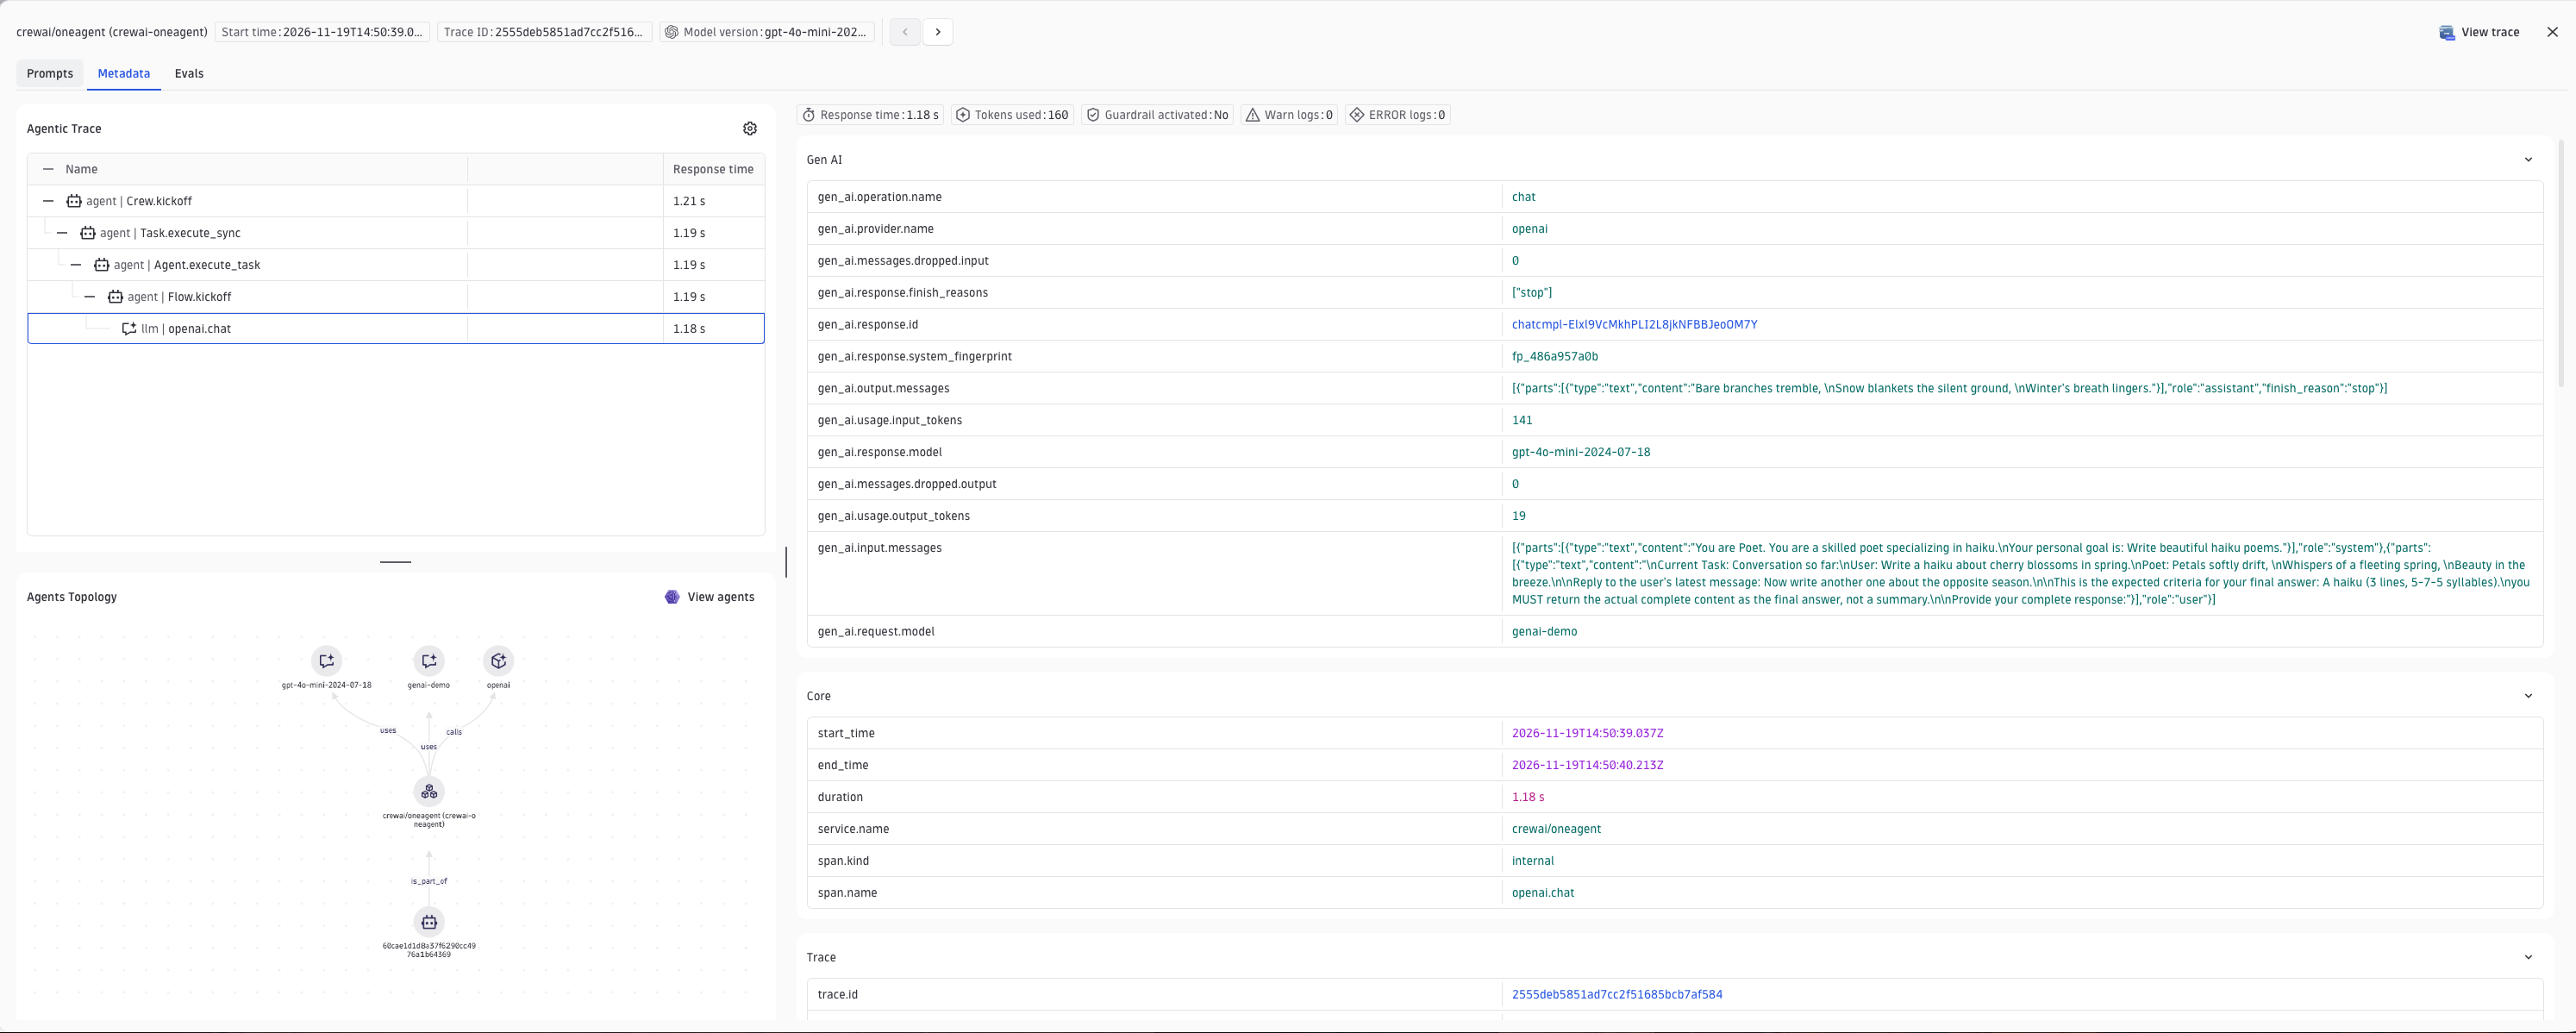 crewai/oneagent (crewai-oneagent) Start time: 2026-11-19T14:50:39.0... Trace ID: 2555deb5851ad7cc2f516... Model version: gpt-4o-mini-202... View trace
Prompts Metadata Evals
Agentic Trace
Name Response time
agent | Crew.kickoff 1.21 s
agent | Task.execute_sync 1.19 s
agent | Agent.execute_task 1.19 s
agent | Flow.kickoff 1.19 s
llm | openai.chat 1.18 s
Agents Topology View agents
gpt-4o-mini-2024-07-18 genai-demo openai
uses uses calls
crewai/oneagent (crewai-o
neagent)
is_part_of
60cae1d1d8a37f6290cc49
76a1b64369
Response time: 1.18 s Tokens used: 160 Guardrail activated: No Warn logs: 0 ERROR logs: 0
Gen AI
gen_ai.operation.name chat
gen_ai.provider.name openai
gen_ai.messages.dropped.input 0
gen_ai.response.finish_reasons ["stop"]
gen_ai.response.id chatcmpl-Elxl9VcMkhPLI2L8jkNFBBJeoOM7Y
gen_ai.response.system_fingerprint fp_486a957a0b
gen_ai.output.messages [{"parts":[{"type":"text","content":"Bare branches tremble, \nSnow blankets the silent ground, \nWinter's breath lingers."}],"role":"assistant","finish_reason":"stop"}]
gen_ai.usage.input_tokens 141
gen_ai.response.model gpt-4o-mini-2024-07-18
gen_ai.messages.dropped.output 0
gen_ai.usage.output_tokens 19
gen_ai.input.messages [{"parts":[{"type":"text","content":"You are Poet. You are a skilled poet specializing in haiku.\nYour personal goal is: Write beautiful haiku poems."}],"role":"system"},{"parts":
[{"type":"text","content":"\nCurrent Task: Conversation so far:\nUser: Write a haiku about cherry blossoms in spring.\nPoet: Petals softly drift, \nWhispers of a fleeting spring, \nBeauty in the
breeze.\n\nReply to the user's latest message: Now write another one about the opposite season.\n\nThis is the expected criteria for your final answer: A haiku (3 lines, 5-7-5 syllables).\nyou
MUST return the actual complete content as the final answer, not a summary.\n\nProvide your complete response:"}],"role":"user"}]
gen_ai.request.model genai-demo
Core
start_time 2026-11-19T14:50:39.037Z
end_time 2026-11-19T14:50:40.213Z
duration 1.18 s
service.name crewai/oneagent
span.kind internal
span.name openai.chat
Trace
trace.id 2555deb5851ad7cc2f51685bcb7af584